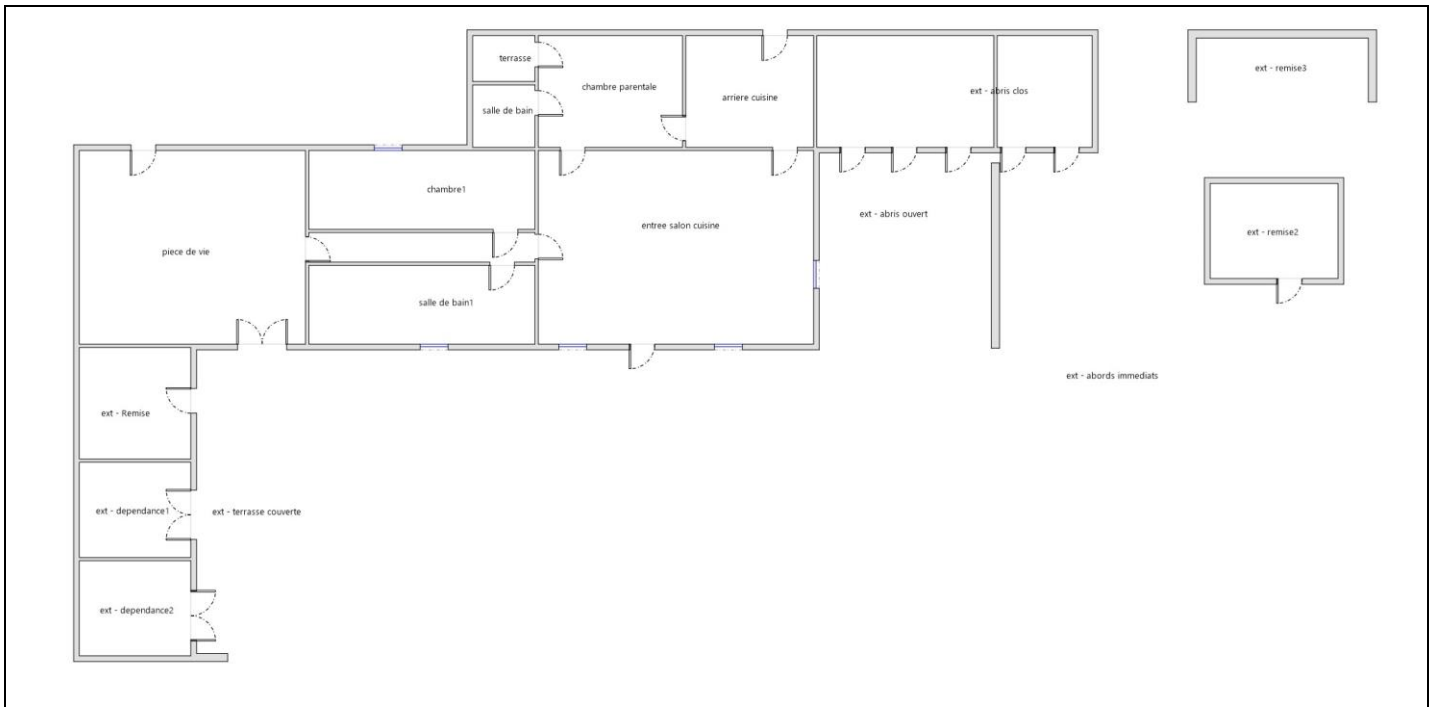 terrasse
ext - remise3
chambre parentale
ext - abris clos
arriere cuisine
salle de bain
chambre1
ext - abris ouvert
entree salon cuisine
ext - remise2
piece de vie
salle de bain1
ext - abords immediats
ext - Remise
ext - dependance1
ext - terrasse couverte
ext - dependance2